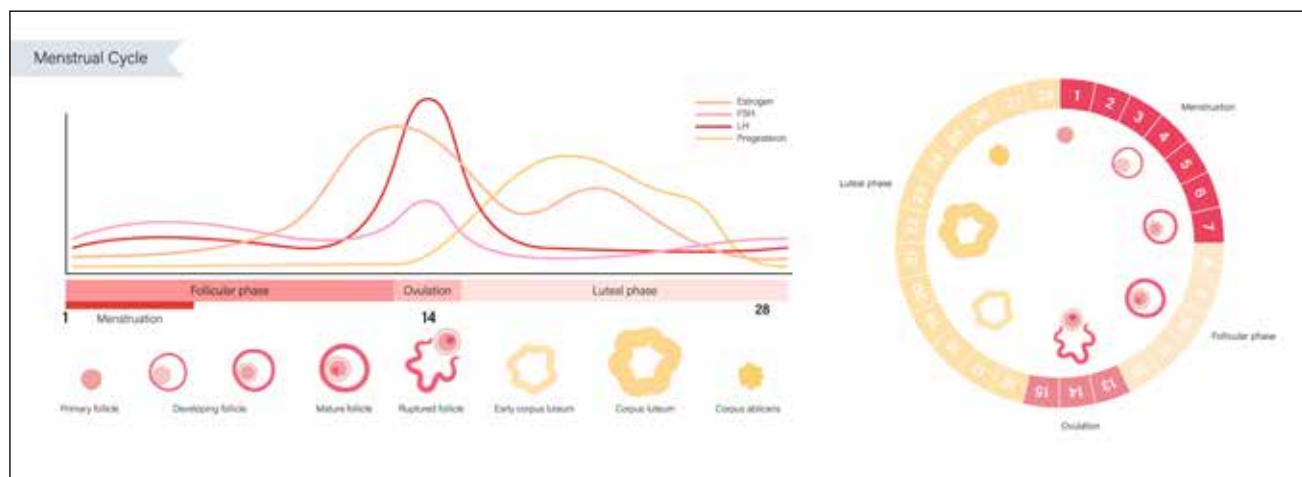 Menstrual Cycle
Estrogen
FSH
LH
Progesteron
Follicular phase
Ovulation
Luteal phase
1
Menstruation
14
28
Primary follicle
Developing follicle
Mature follicle
Ruptured follicle
Early corpus luteum
Corpus luteum
Corpus ablicans
1
2
3
4
5
6
7
Menstruation
Follicular phase
13
14
15
Ovulation
Luteal phase